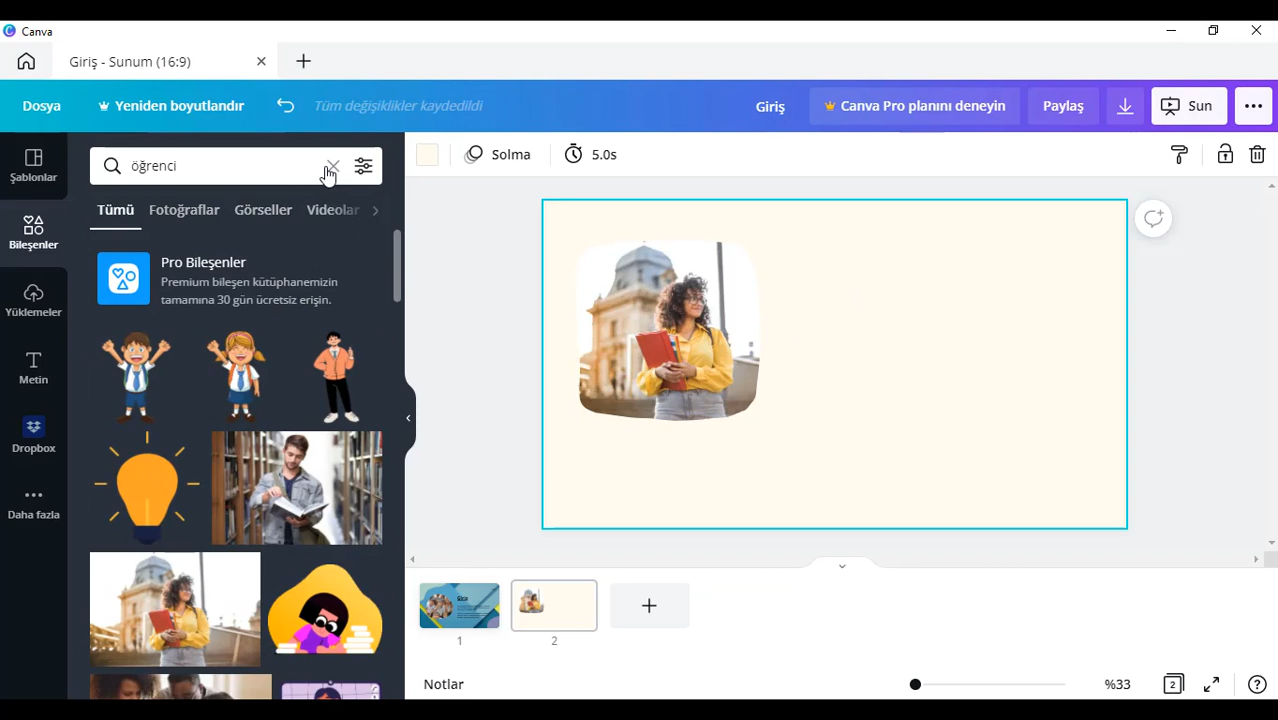 Canva
Giriş - Sunum (16:9)
Dosya
Yeniden boyutlandır
Tüm değişiklikler kaydedildi
Giriş
Canva Pro planını deneyin
Paylaş
Sun
Şablonlar
Bileşenler
Yüklemeler
Metin
Dropbox
Daha fazla
öğrenci
Tümü
Fotoğraflar
Görseller
Videolar
Pro Bileşenler
Premium bileşen kütüphanemizin
tamamına 30 gün ücretsiz erişin.
Solma
5.0s
Giriş
1
2
Notlar
%33
2